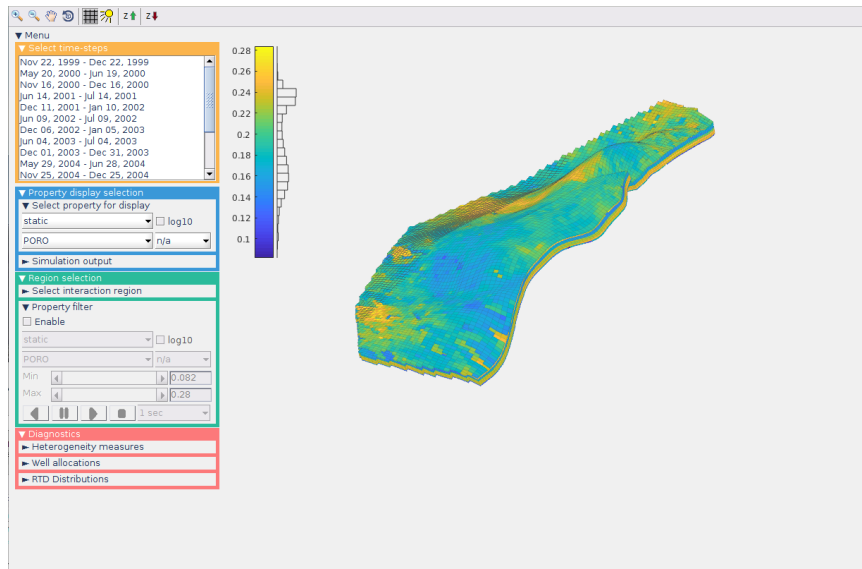 z z
▼ Menu
▼ Select time-steps
Nov 22, 1999 - Dec 22, 1999
May 20, 2000 - Jun 19, 2000
Nov 16, 2000 - Dec 16, 2000
Jun 14, 2001 - Jul 14, 2001
Dec 11, 2001 - Jan 10, 2002
Jun 09, 2002 - Jul 09, 2002
Dec 06, 2002 - Jan 05, 2003
Jun 04, 2003 - Jul 04, 2003
Dec 01, 2003 - Dec 31, 2003
May 29, 2004 - Jun 28, 2004
Nov 25, 2004 - Dec 25, 2004
▼ Property display selection
▼ Select property for display
static log10
PORO n/a
► Simulation output
▼ Region selection
► Select interaction region
▼ Property filter
Enable
static log10
PORO n/a
Min 0.082
Max 0.28
1 sec
▼ Diagnostics
► Heterogeneity measures
► Well allocations
► RTD Distributions
0.28
0.26
0.24
0.22
0.2
0.18
0.16
0.14
0.12
0.1